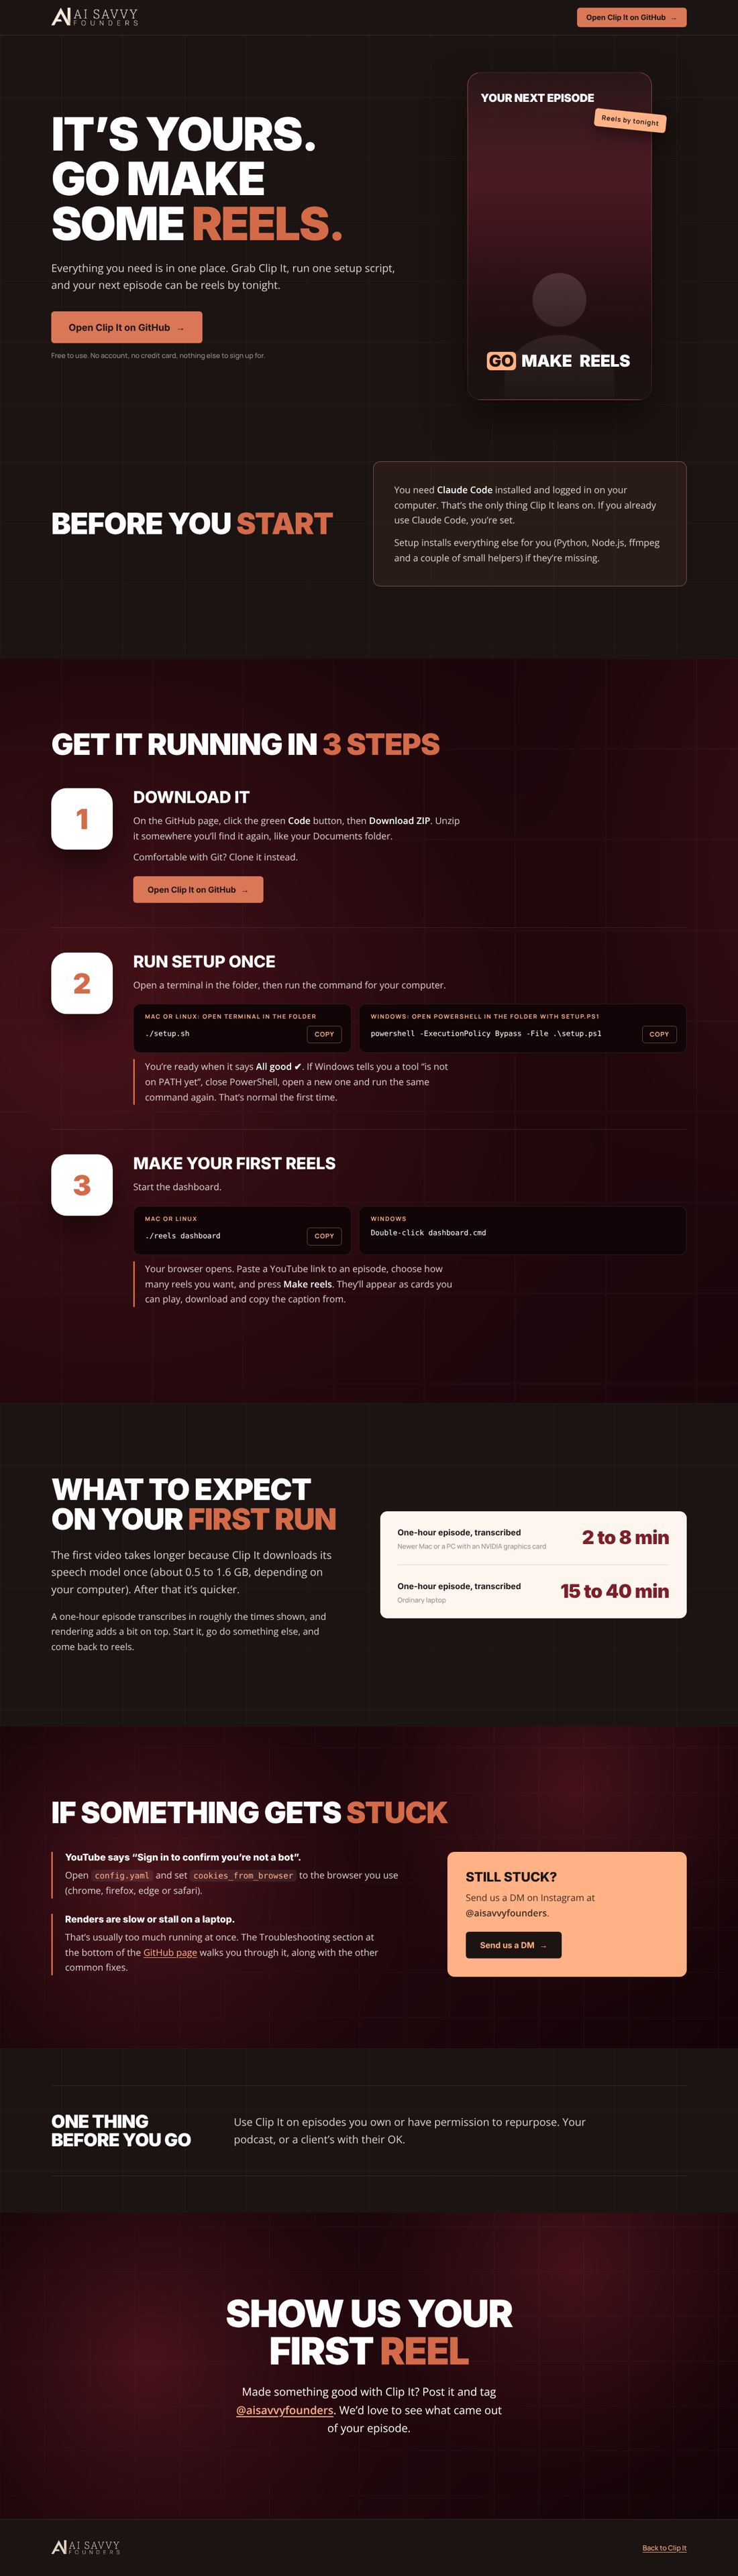 AI SAVVY
FOUNDERS
Open Clip It on GitHub →
IT’S YOURS.
GO MAKE
SOME REELS.
Everything you need is in one place. Grab Clip It, run one setup script,
and your next episode can be reels by tonight.
Open Clip It on GitHub →
Free to use. No account, no credit card, nothing else to sign up for.
YOUR NEXT EPISODE
Reels by tonight
GO MAKE REELS
BEFORE YOU START
You need Claude Code installed and logged in on your
computer. That’s the only thing Clip It leans on. If you already
use Claude Code, you’re set.
Setup installs everything else for you (Python, Node.js, ffmpeg
and a couple of small helpers) if they’re missing.
GET IT RUNNING IN 3 STEPS
1
DOWNLOAD IT
On the GitHub page, click the green Code button, then Download ZIP. Unzip
it somewhere you’ll find it again, like your Documents folder.
Comfortable with Git? Clone it instead.
Open Clip It on GitHub →
2
RUN SETUP ONCE
Open a terminal in the folder, then run the command for your computer.
MAC OR LINUX: OPEN TERMINAL IN THE FOLDER
./setup.sh
COPY
WINDOWS: OPEN POWERSHELL IN THE FOLDER WITH SETUP.PS1
powershell -ExecutionPolicy Bypass -File .\setup.ps1
COPY
You’re ready when it says All good ✔. If Windows tells you a tool “is not
on PATH yet”, close PowerShell, open a new one and run the same
command again. That’s normal the first time.
3
MAKE YOUR FIRST REELS
Start the dashboard.
MAC OR LINUX
./reels dashboard
COPY
WINDOWS
Double-click dashboard.cmd
Your browser opens. Paste a YouTube link to an episode, choose how
many reels you want, and press Make reels. They’ll appear as cards you
can play, download and copy the caption from.
WHAT TO EXPECT
ON YOUR FIRST RUN
The first video takes longer because Clip It downloads its
speech model once (about 0.5 to 1.6 GB, depending on
your computer). After that it’s quicker.
A one-hour episode transcribes in roughly the times shown, and
rendering adds a bit on top. Start it, go do something else, and
come back to reels.
One-hour episode, transcribed
Newer Mac or a PC with an NVIDIA graphics card
2 to 8 min
One-hour episode, transcribed
Ordinary laptop
15 to 40 min
IF SOMETHING GETS STUCK
YouTube says “Sign in to confirm you’re not a bot”.
Open config.yaml and set cookies_from_browser to the browser you use
(chrome, firefox, edge or safari).
Renders are slow or stall on a laptop.
That’s usually too much running at once. The Troubleshooting section at
the bottom of the GitHub page walks you through it, along with the other
common fixes.
STILL STUCK?
Send us a DM on Instagram at
@aisavvyfounders.
Send us a DM →
ONE THING
BEFORE YOU GO
Use Clip It on episodes you own or have permission to repurpose. Your
podcast, or a client’s with their OK.
SHOW US YOUR
FIRST REEL
Made something good with Clip It? Post it and tag
@aisavvyfounders. We’d love to see what came out
of your episode.
AI SAVVY
FOUNDERS
Back to Clip It